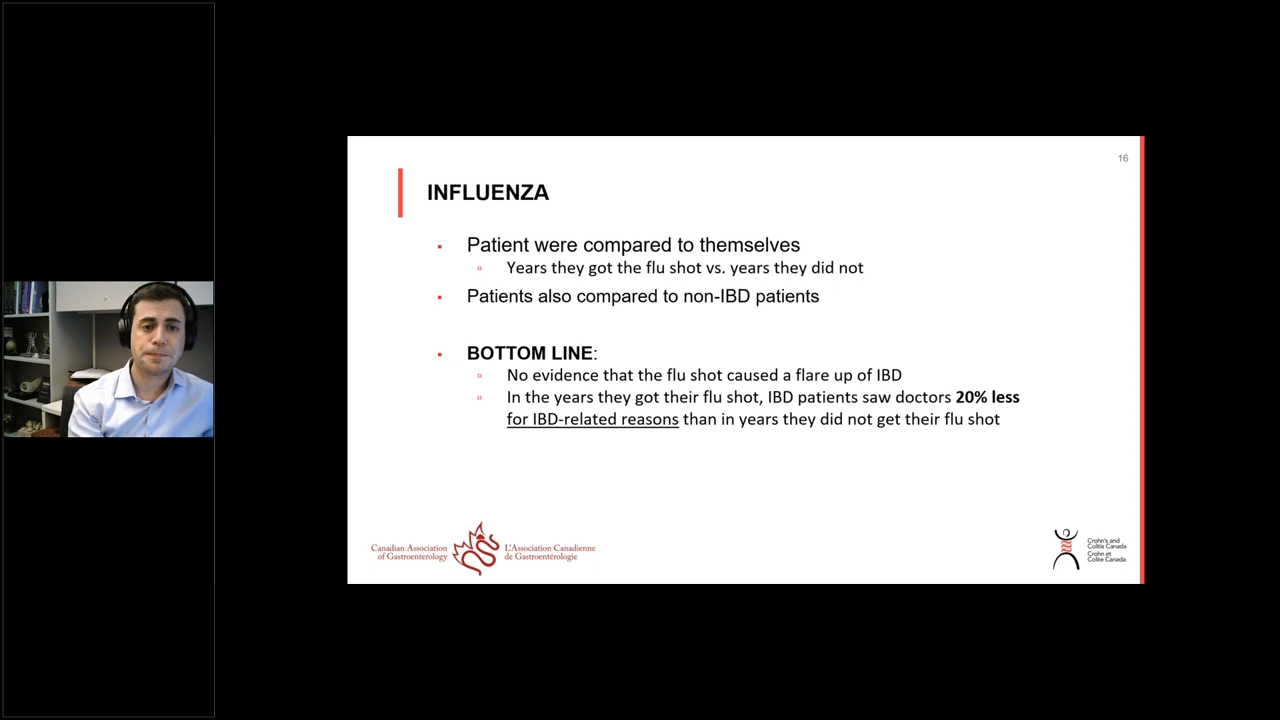 16
INFLUENZA
▪ Patient were compared to themselves
▫ Years they got the flu shot vs. years they did not
▪ Patients also compared to non-IBD patients
▪ BOTTOM LINE:
▫ No evidence that the flu shot caused a flare up of IBD
▫ In the years they got their flu shot, IBD patients saw doctors 20% less
for IBD-related reasons than in years they did not get their flu shot
Canadian Association
of Gastroenterology
L'Association Canadienne
de Gastroentérologie
Crohn's and
Colitis Canada
Crohn et
Colite Canada